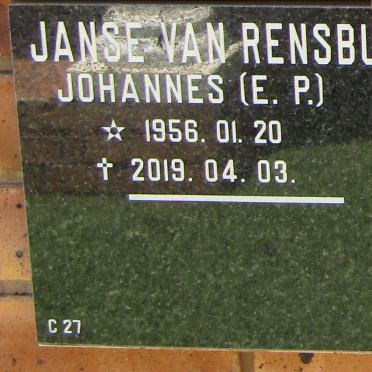 JANSE VAN RENSBU
JOHANNES (E. P.)
☆ 1956. 01. 20
✝ 2019. 04. 03.
C 27